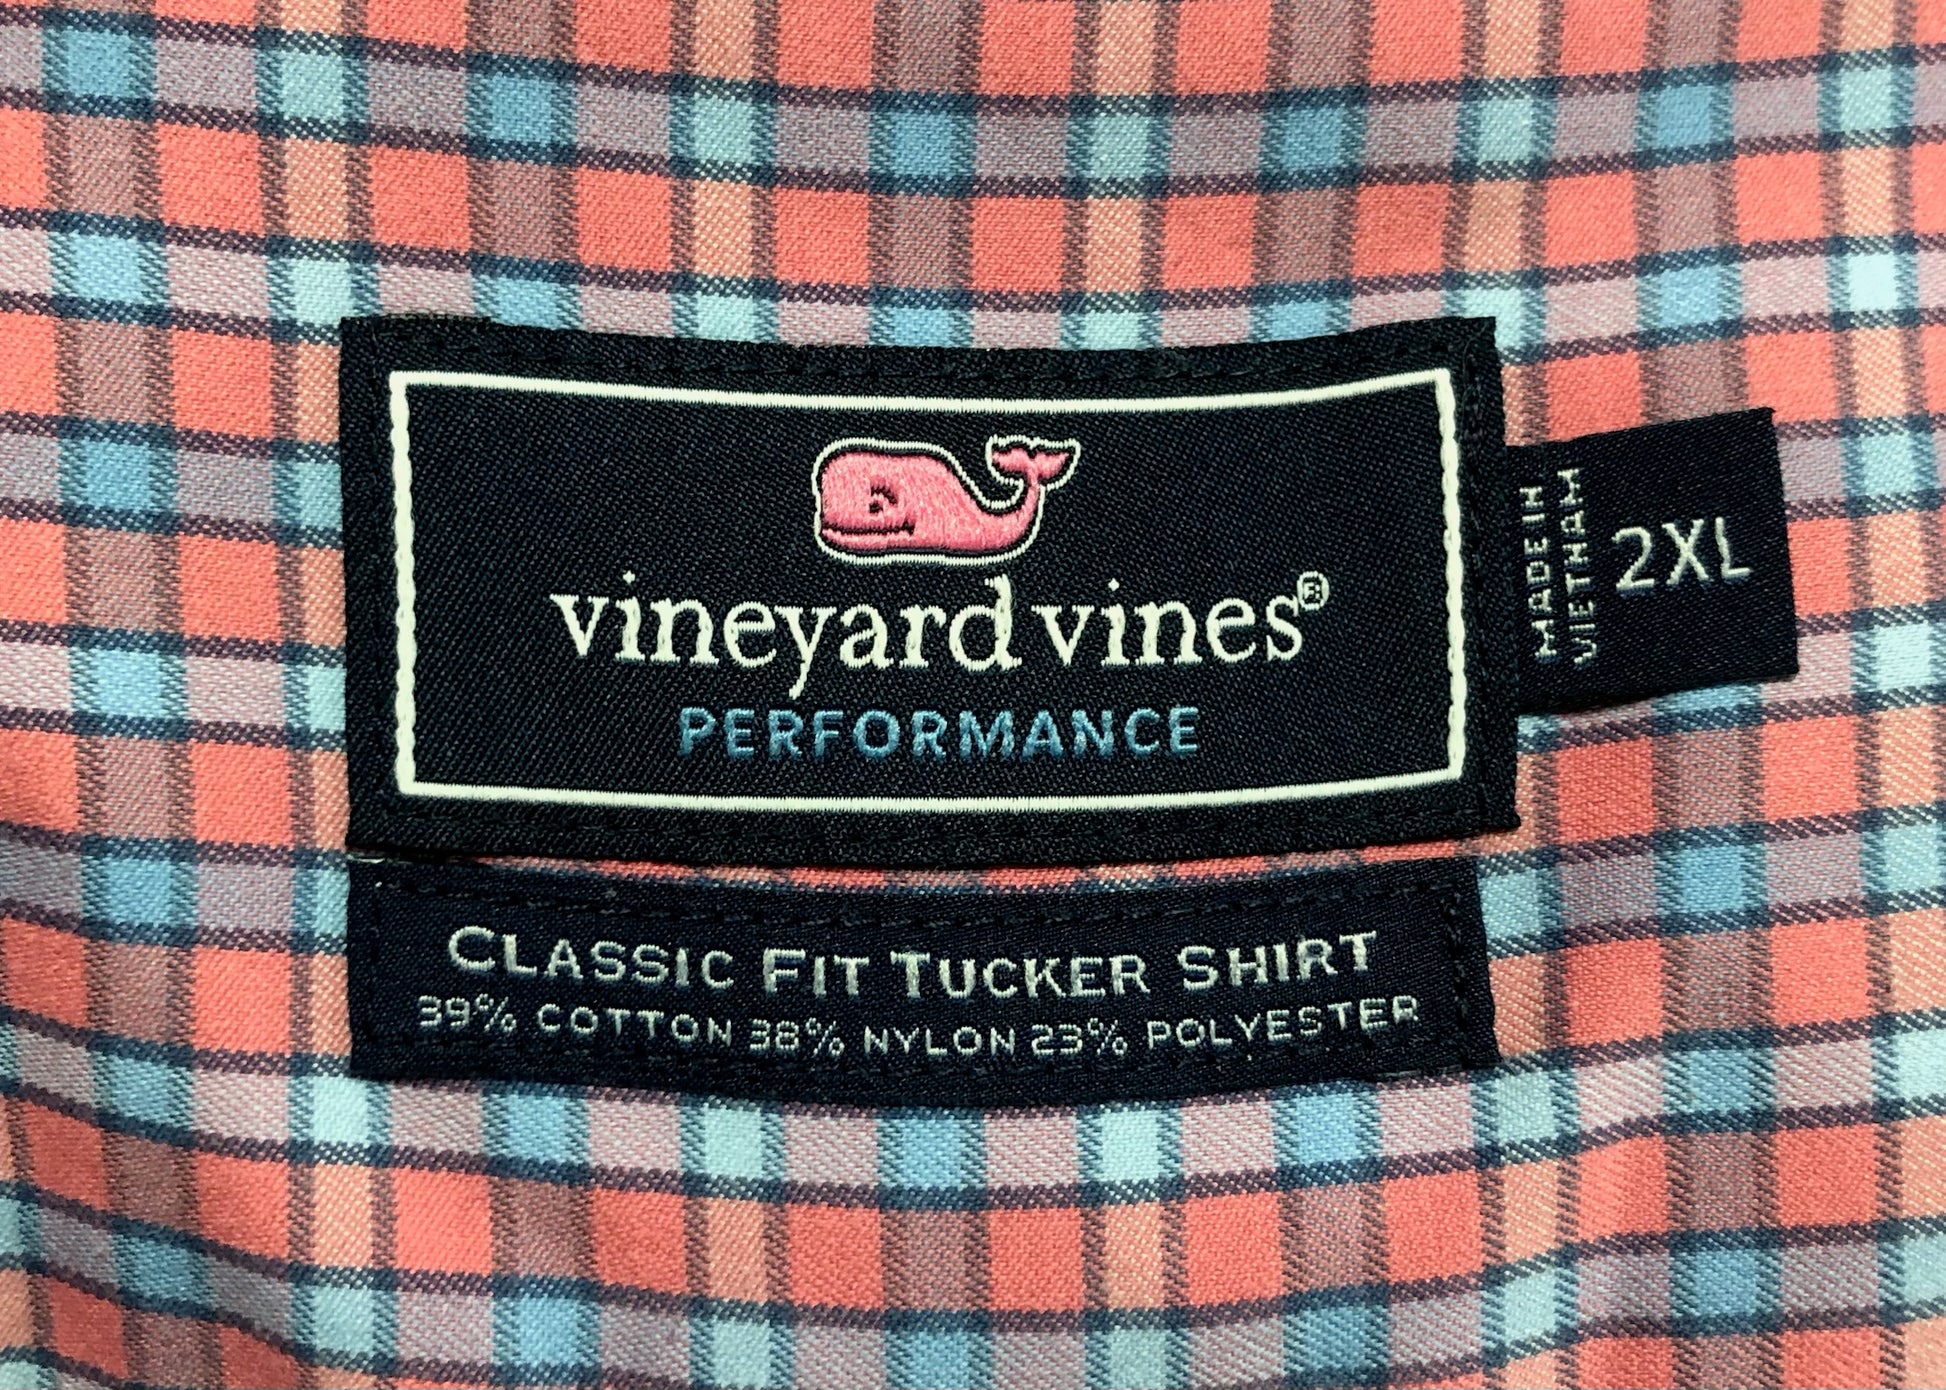 vineyard vines®
PERFORMANCE
MADE IN
VIETNAM
2XL
CLASSIC FIT TUCKER SHIRT
39% COTTON 38% NYLON 23% POLYESTER